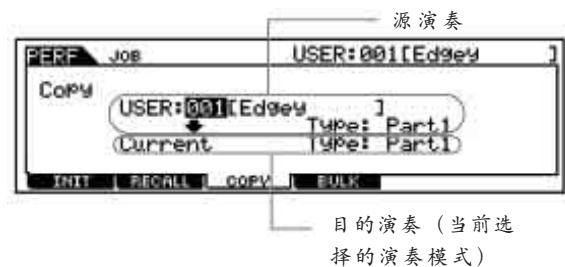 源演奏
PERF JOB USER:001[Edgey ]
Copy
USER:001[Edgey ]
Type: Part1
Current Type: Part1
INIT RECALL COPY BULK
目的演奏（当前选
择的演奏模式）